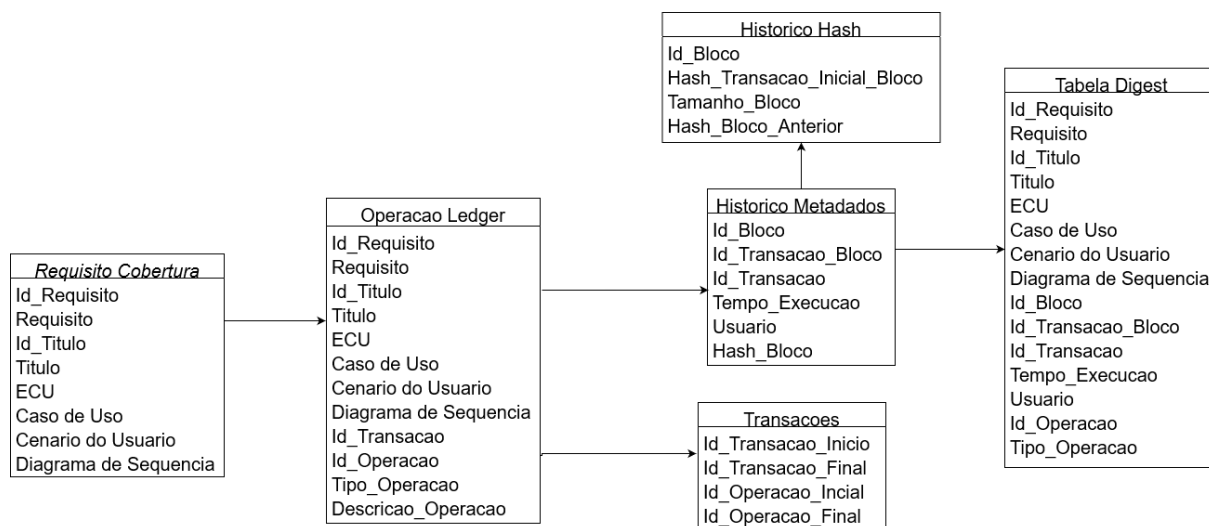 Historico Hash
Id_Bloco
Hash_Transacao_Inicial_Bloco
Tamanho_Bloco
Hash_Bloco_Anterior
Tabela Digest
Id_Requisito
Requisito
Id_Titulo
Titulo
ECU
Caso de Uso
Cenario do Usuario
Diagrama de Sequencia
Id_Bloco
Id_Transacao_Bloco
Id_Transacao
Tempo_Execucao
Usuario
Id_Operacao
Tipo_Operacao
Historico Metadados
Id_Bloco
Id_Transacao_Bloco
Id_Transacao
Tempo_Execucao
Usuario
Hash_Bloco
Operacao Ledger
Id_Requisito
Requisito
Id_Titulo
Titulo
ECU
Caso de Uso
Cenario do Usuario
Diagrama de Sequencia
Id_Transacao
Id_Operacao
Tipo_Operacao
Descricao_Operacao
Requisito Cobertura
Id_Requisito
Requisito
Id_Titulo
Titulo
ECU
Caso de Uso
Cenario do Usuario
Diagrama de Sequencia
Transacoes
Id_Transacao_Inicio
Id_Transacao_Final
Id_Operacao_Incial
Id_Operacao_Final